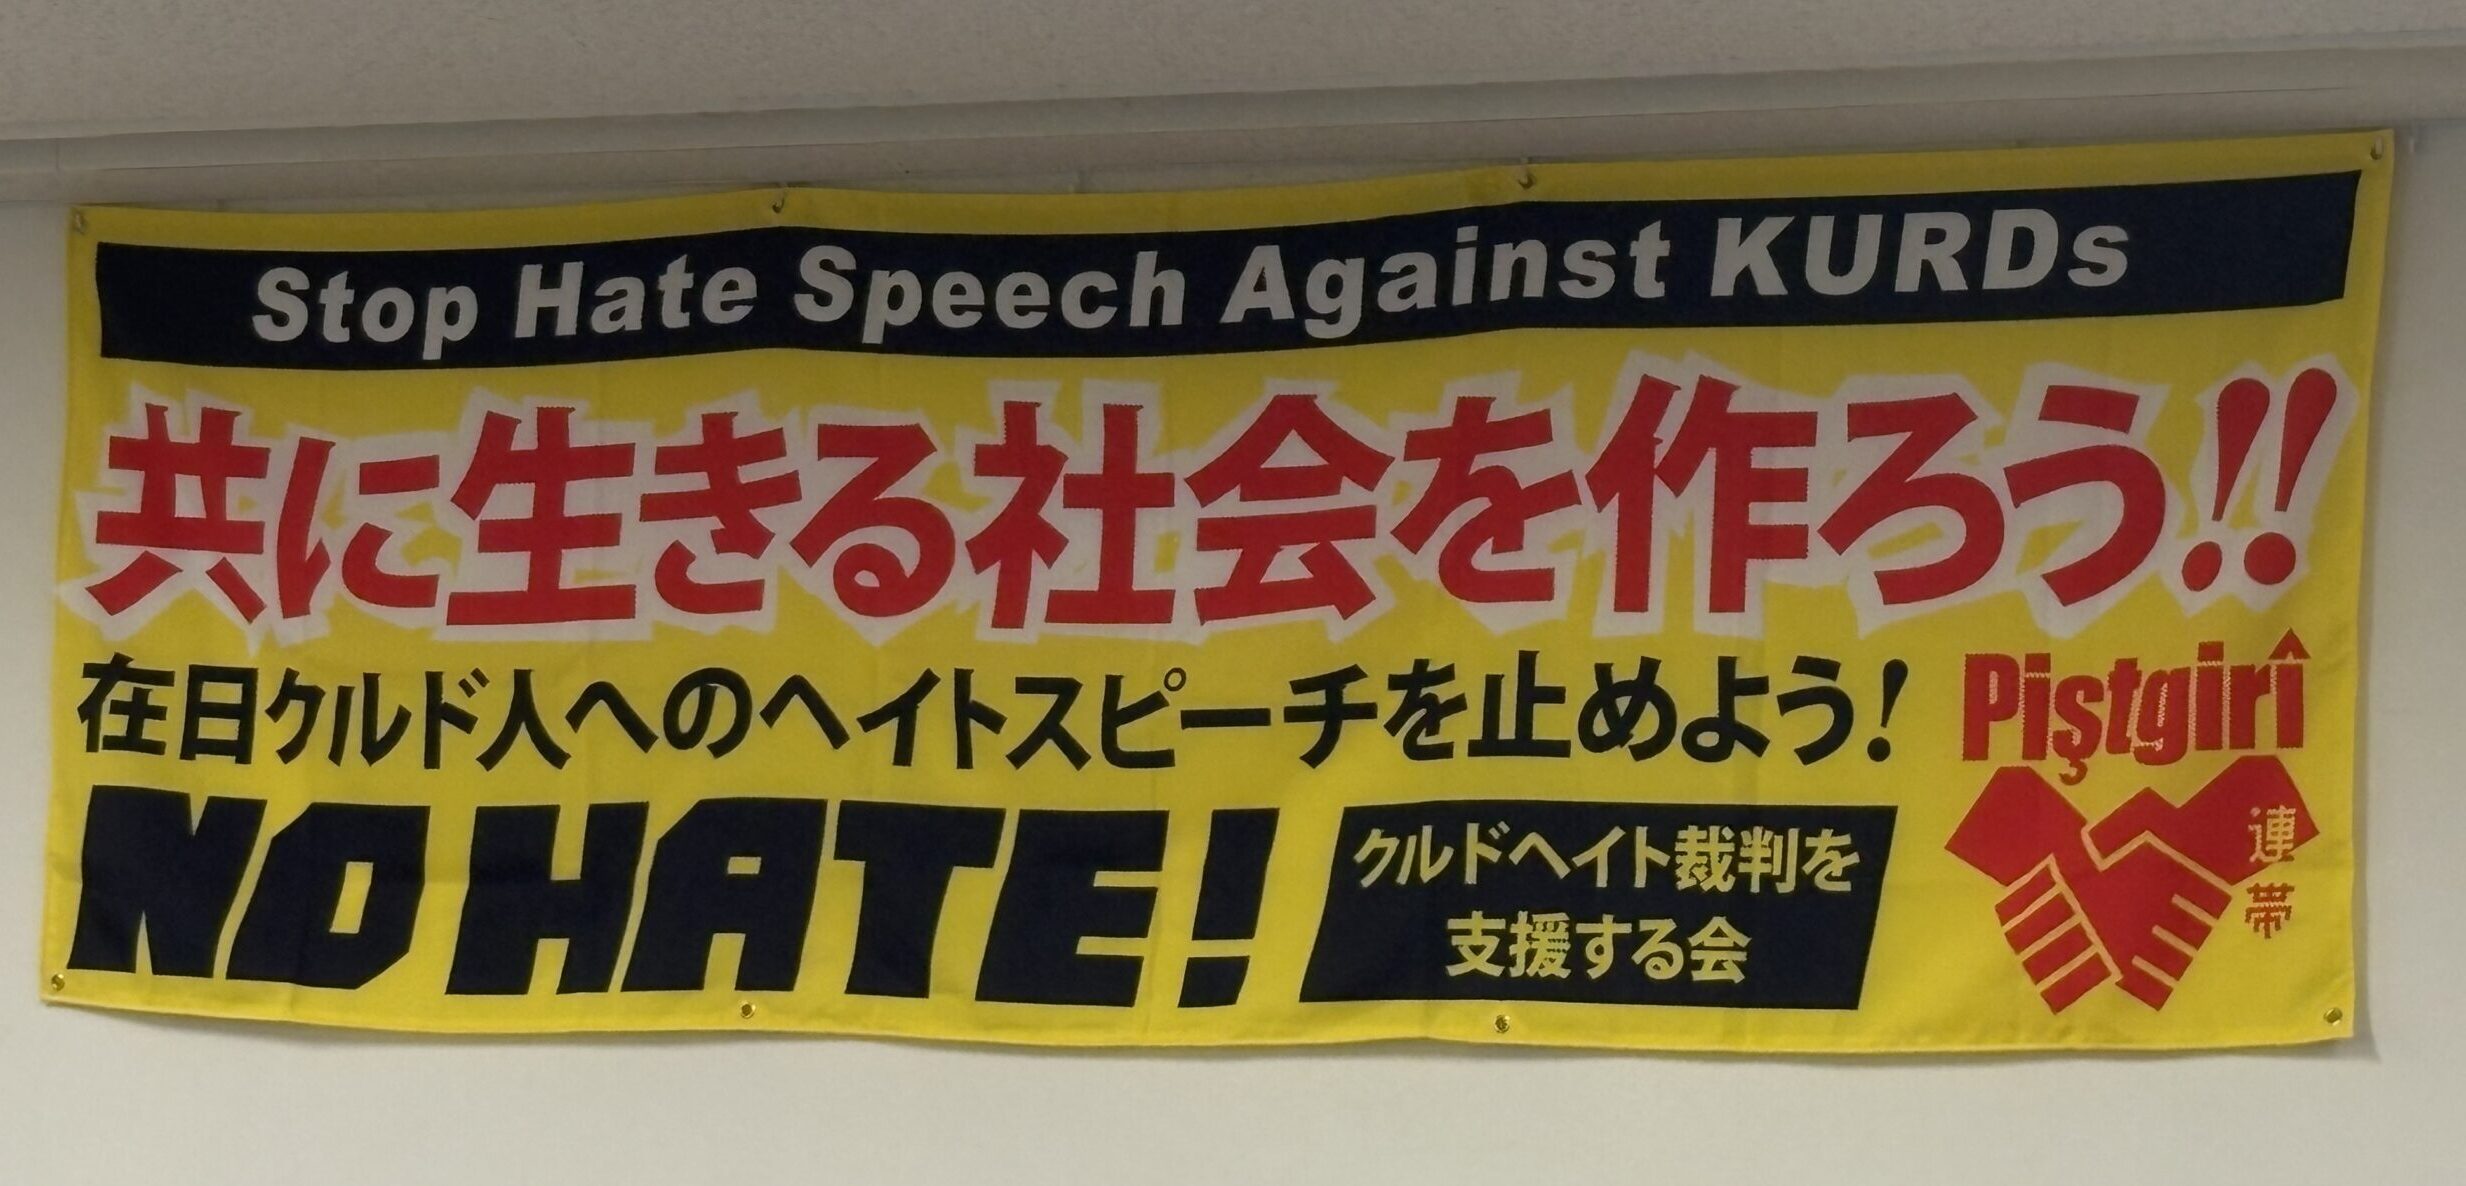 Stop Hate Speech Against KURDs
共に生きる社会を作ろう!!
在日クルド人へのヘイトスピーチを止めよう!
NO HATE!
クルドヘイト裁判を
支援する会
Piştgirî
連帯